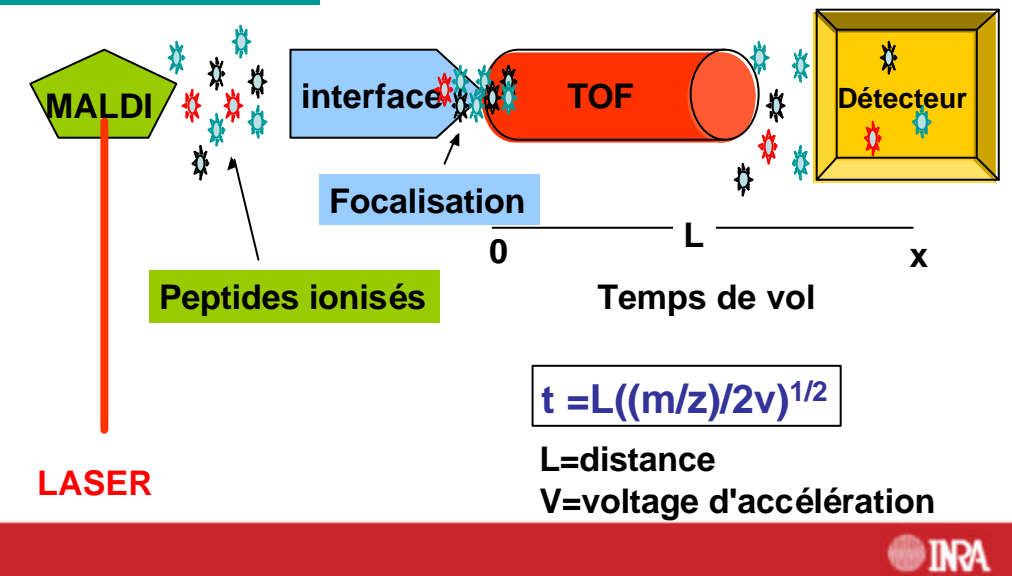 MALDI
interface
TOF
Détecteur
Focalisation
0
L
x
Peptides ionisés
Temps de vol
t =L((m/z)/2v)1/2
L=distance
V=voltage d'accélération
LASER
INRA